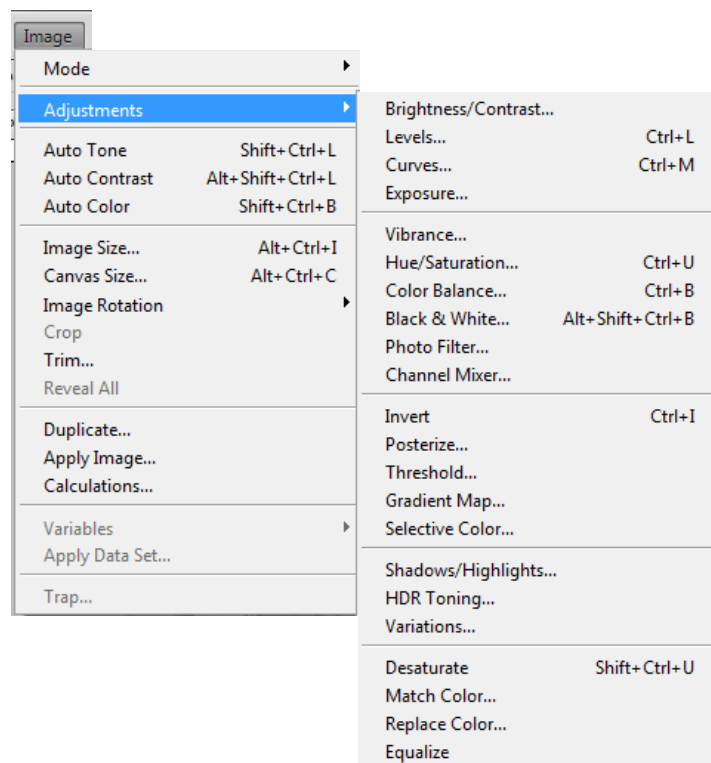 Image
Mode
Adjustments
Auto Tone Shift+Ctrl+L
Auto Contrast Alt+Shift+Ctrl+L
Auto Color Shift+Ctrl+B
Image Size... Alt+Ctrl+I
Canvas Size... Alt+Ctrl+C
Image Rotation
Crop
Trim...
Reveal All
Duplicate...
Apply Image...
Calculations...
Variables
Apply Data Set...
Trap...
Brightness/Contrast...
Levels... Ctrl+L
Curves... Ctrl+M
Exposure...
Vibrance...
Hue/Saturation... Ctrl+U
Color Balance... Ctrl+B
Black & White... Alt+Shift+Ctrl+B
Photo Filter...
Channel Mixer...
Invert Ctrl+I
Posterize...
Threshold...
Gradient Map...
Selective Color...
Shadows/Highlights...
HDR Toning...
Variations...
Desaturate Shift+Ctrl+U
Match Color...
Replace Color...
Equalize